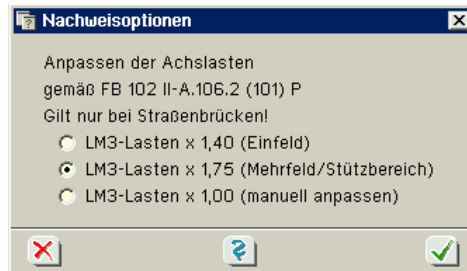 Nachweisoptionen
Anpassen der Achslasten
gemäß FB 102 II-A.106.2 (101) P
Gilt nur bei Straßenbrücken!
LM3-Lasten x 1,40 (Einfeld)
LM3-Lasten x 1,75 (Mehrfeld/Stützbereich)
LM3-Lasten x 1,00 (manuell anpassen)